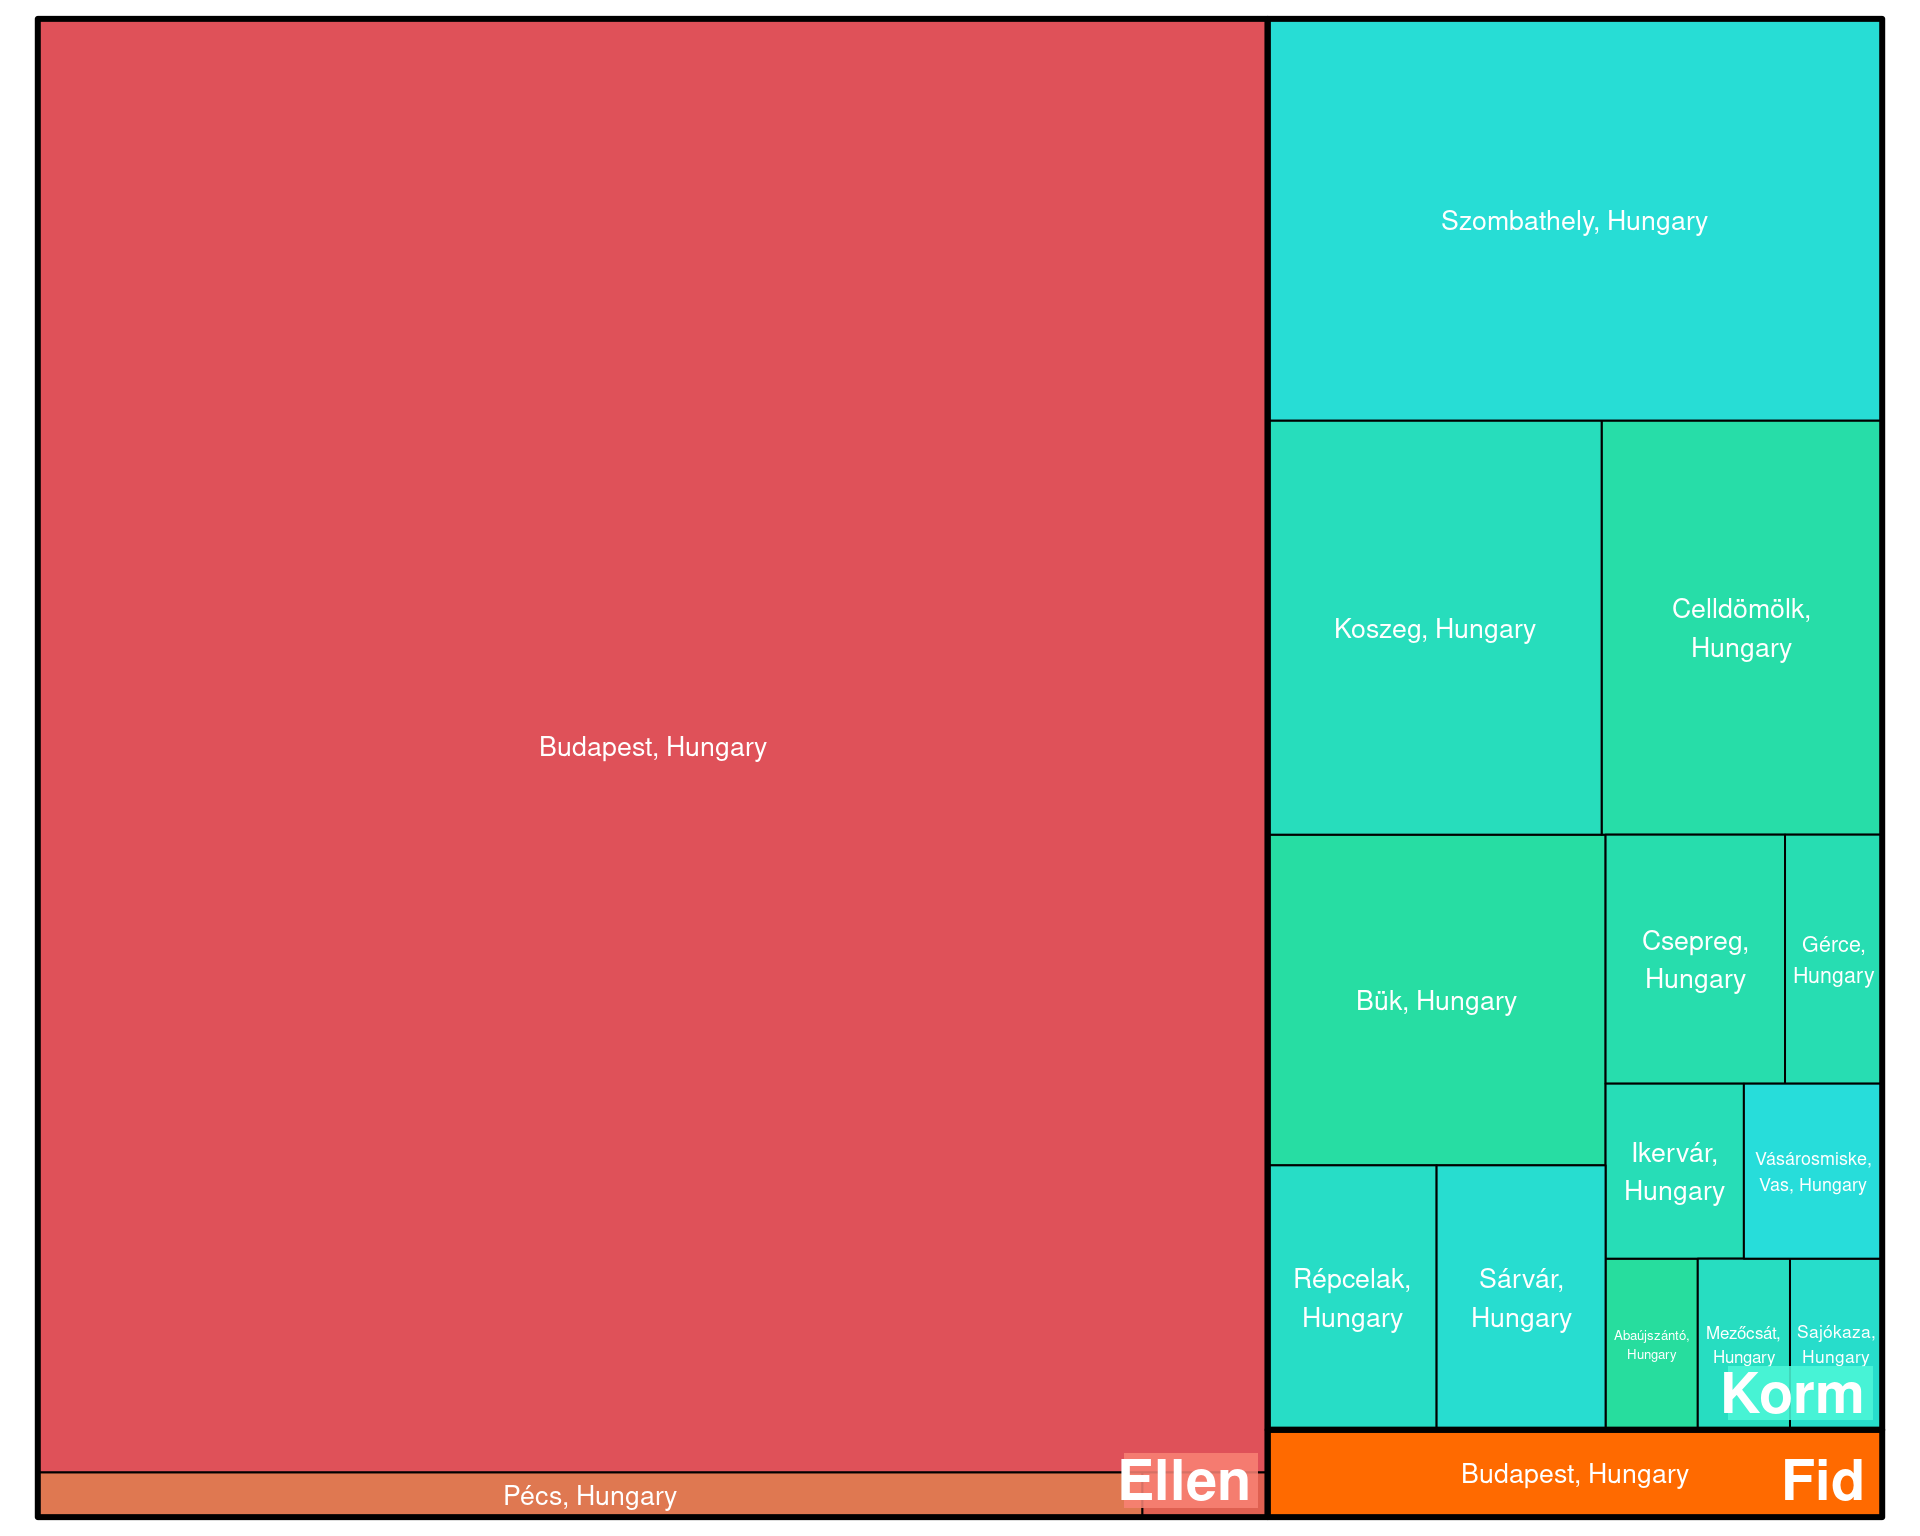 Szombathely, Hungary
Koszeg, Hungary
Celldömölk,
Hungary
Budapest, Hungary
Bük, Hungary
Csepreg,
Hungary
Gérce,
Hungary
Ikervár,
Hungary
Vásárosmiske,
Vas, Hungary
Répcelak,
Hungary
Sárvár,
Hungary
Abaújszántó,
Hungary
Mezőcsát,
Hungary
Sajókaza,
Hungary
Korm
Pécs, Hungary
Ellen
Budapest, Hungary
Fid